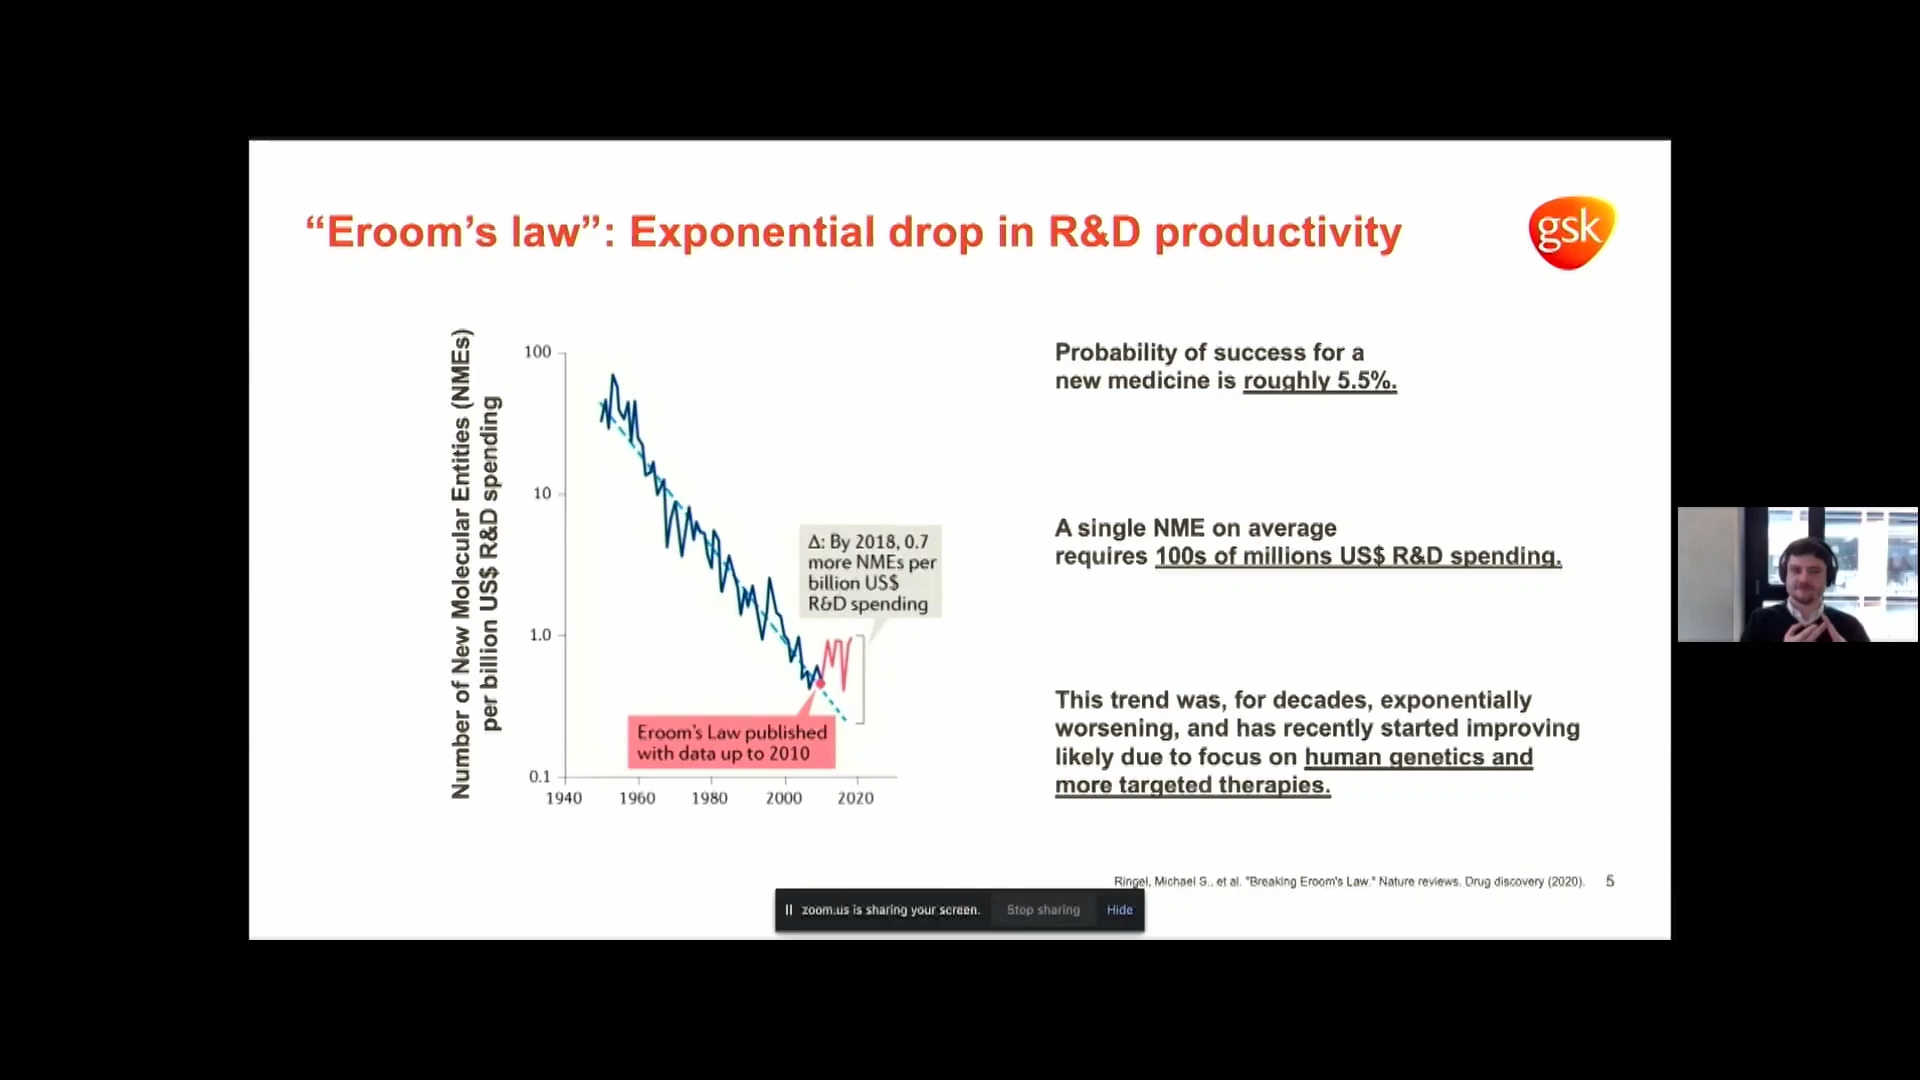 “Eroom’s law”: Exponential drop in R&D productivity
gsk
Number of New Molecular Entities (NMEs)
per billion US$ R&D spending
100
10
1.0
0.1
1940
1960
1980
2000
2020
Δ: By 2018, 0.7
more NMEs per
billion US$
R&D spending
Eroom's Law published
with data up to 2010
Probability of success for a
new medicine is roughly 5.5%.
A single NME on average
requires 100s of millions US$ R&D spending.
This trend was, for decades, exponentially
worsening, and has recently started improving
likely due to focus on human genetics and
more targeted therapies.
Ringel, Michael S., et al. "Breaking Eroom's Law." Nature reviews. Drug discovery (2020).
5
zoom.us is sharing your screen.
Stop sharing
Hide